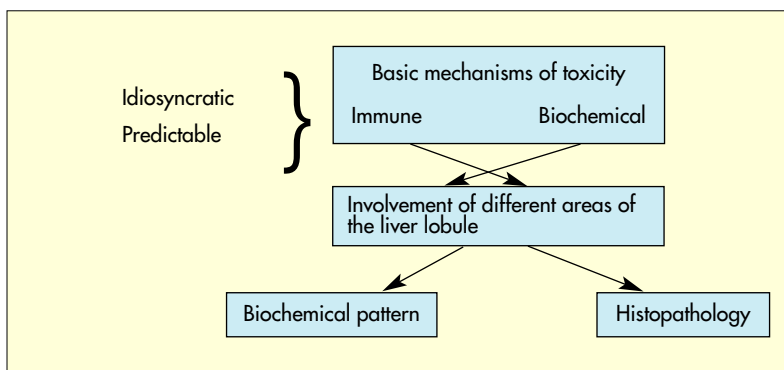 Idiosyncratic
Predictable
Basic mechanisms of toxicity
Immune Biochemical
Involvement of different areas of
the liver lobule
Biochemical pattern
Histopathology